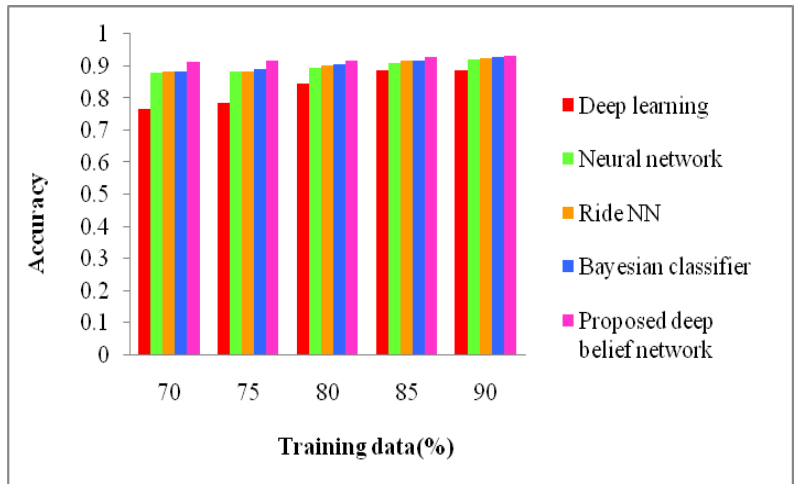 1
0.9
0.8
0.7
0.6
0.5
0.4
0.3
0.2
0.1
0
Accuracy
70 75 80 85 90
Training data(%)
Deep learning
Neural network
Ride NN
Bayesian classifier
Proposed deep
belief network